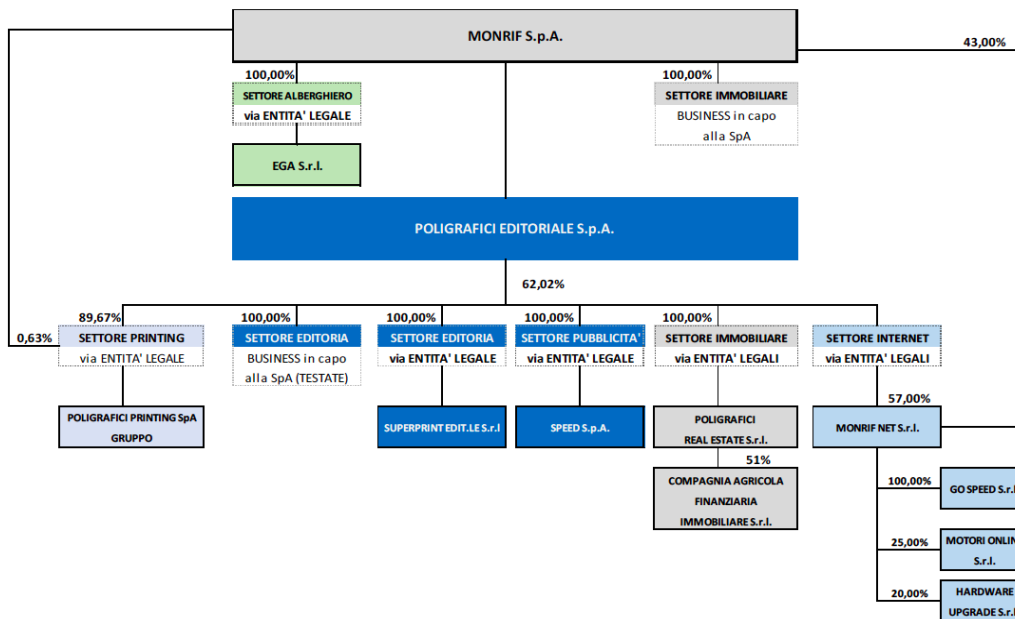 MONRIF S.p.A.
43,00%
100,00%
SETTORE ALBERGHIERO
via ENTITA' LEGALE
EGA S.r.l.
100,00%
SETTORE IMMOBILIARE
BUSINESS in capo
alla SpA
POLIGRAFICI EDITORIALE S.p.A.
62,02%
0,63%
89,67%
SETTORE PRINTING
via ENTITA' LEGALE
POLIGRAFICI PRINTING SpA
GRUPPO
100,00%
SETTORE EDITORIA
BUSINESS in capo
alla SpA (TESTATE)
100,00%
SETTORE EDITORIA
via ENTITA' LEGALE
SUPERPRINT EDIT.LE S.r.l
100,00%
SETTORE PUBBLICITA'
via ENTITA' LEGALE
SPEED S.p.A.
100,00%
SETTORE IMMOBILIARE
via ENTITA' LEGALI
POLIGRAFICI
REAL ESTATE S.r.l.
51%
COMPAGNIA AGRICOLA
FINANZIARIA
IMMOBILIARE S.r.l.
SETTORE INTERNET
via ENTITA' LEGALI
57,00%
MONRIF NET S.r.l.
100,00%
GO SPEED S.r.l
25,00%
MOTORI ONLIN
S.r.l.
20,00%
HARDWARE
UPGRADE S.r.l